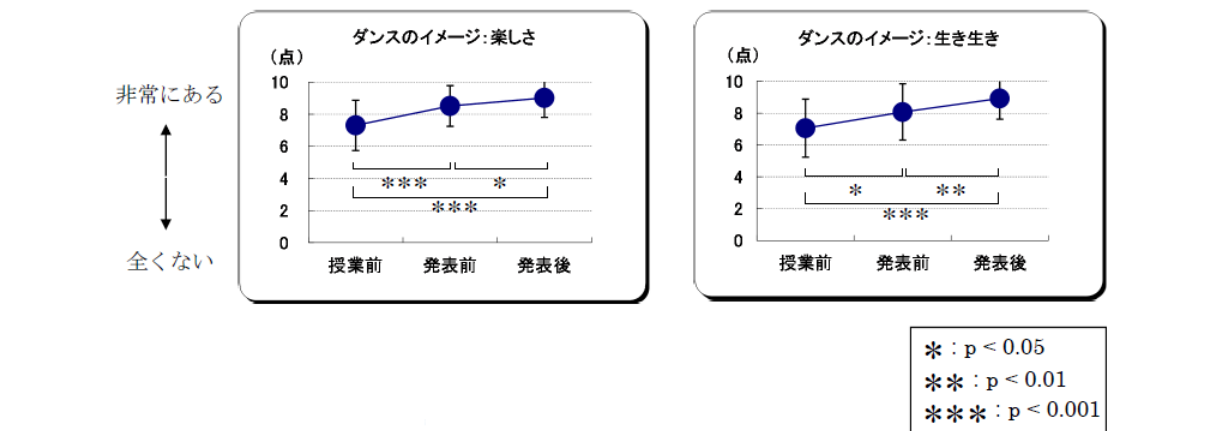 ダンスのイメージ：楽しさ
（点）
10
8
6
4
2
0
＊＊＊
＊
＊＊＊
授業前 発表前 発表後
ダンスのイメージ：生き生き
（点）
10
8
6
4
2
0
＊
＊＊
＊＊＊
授業前 発表前 発表後
非常にある
全くない
＊：p < 0.05
＊＊：p < 0.01
＊＊＊：p < 0.001